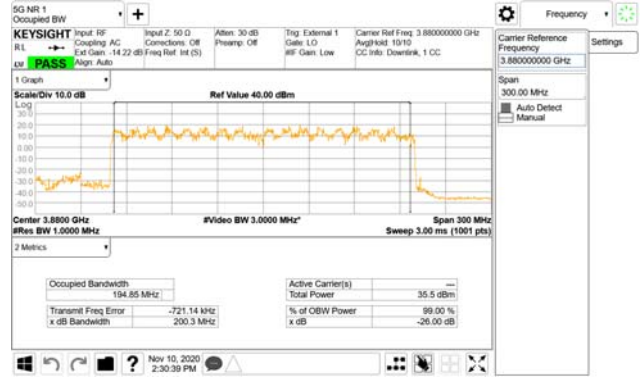 5G NR 1
Occupied BW
Frequency
KEYSIGHT
RL
LXI
PASS
Input: RF
Coupling: AC
Ext Gain: -14.22 dB
Align: Auto
Input Z: 50 Ω
Corrections: Off
Freq Ref: Int (S)
Atten: 30 dB
Preamp: Off
Trig: External 1
Gate: LO
#IF Gain: Low
Carrier Ref Freq: 3.880000000 GHz
Avg|Hold: 10/10
CC Info: Downlink, 1 CC
Carrier Reference
Frequency
3.880000000 GHz
Settings
Span
300.00 MHz
Auto Detect
Manual
1 Graph
Scale/Div 10.0 dB
Ref Value 40.00 dBm
Log
30.0
20.0
10.0
0.00
-10.0
-20.0
-30.0
-40.0
-50.0
Center 3.8800 GHz
#Video BW 3.0000 MHz*
Span 300 MHz
#Res BW 1.0000 MHz
Sweep 3.00 ms (1001 pts)
2 Metrics
Occupied Bandwidth
194.85 MHz
Active Carrier(s)
---
Total Power
35.5 dBm
Transmit Freq Error
-721.14 kHz
% of OBW Power
99.00 %
x dB Bandwidth
200.3 MHz
x dB
-26.00 dB
?
Nov 10, 2020
2:30:39 PM